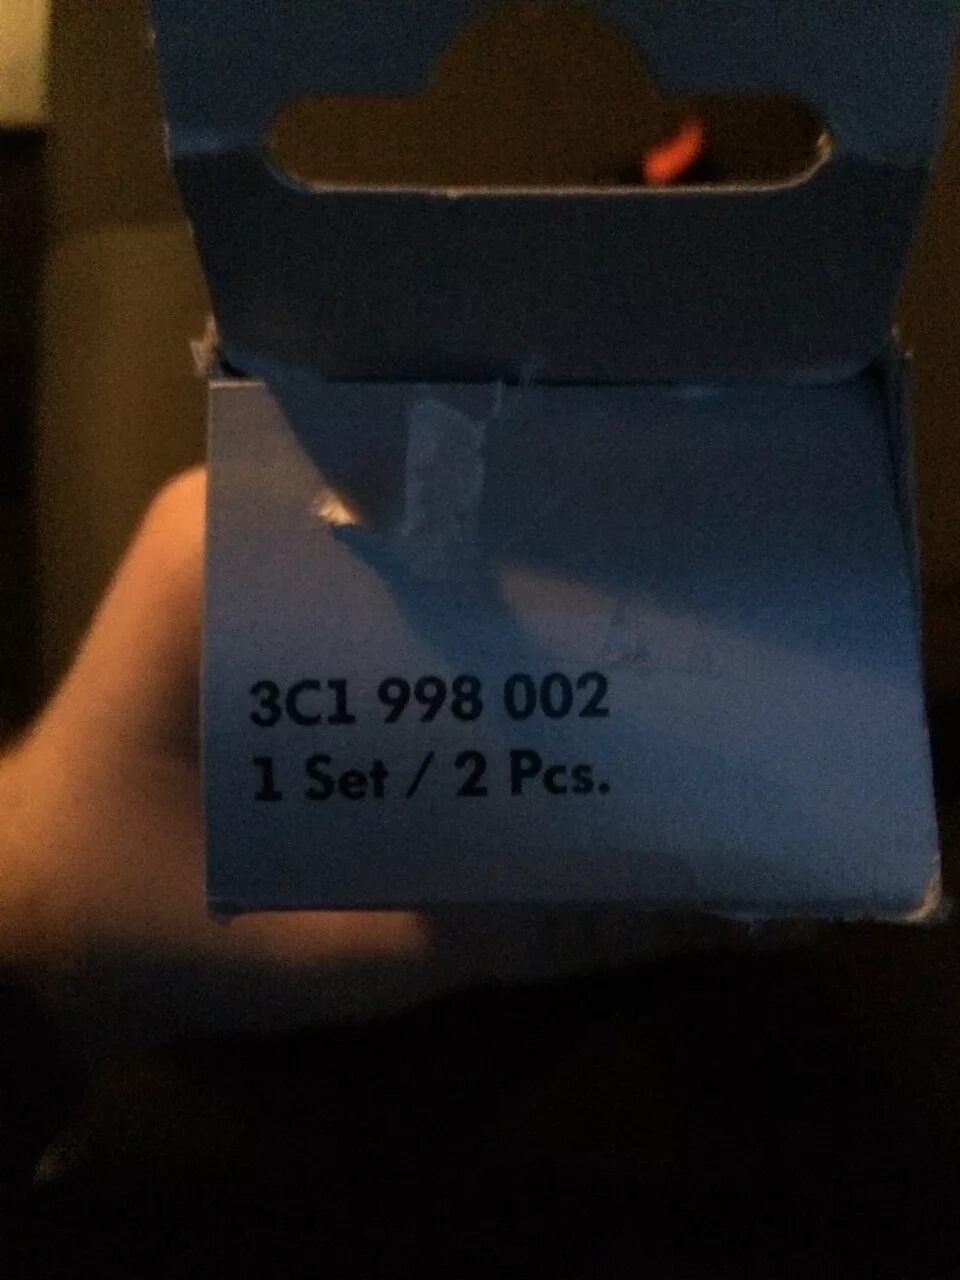 3C1 998 002
1 Set / 2 Pcs.